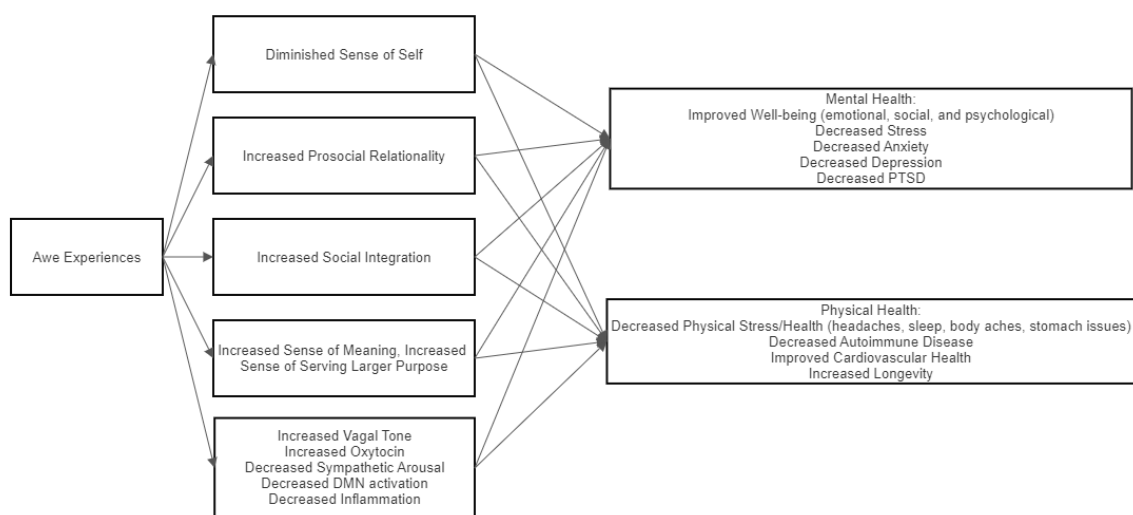 Diminished Sense of Self
Increased Prosocial Relationality
Awe Experiences
Increased Social Integration
Increased Sense of Meaning, Increased
Sense of Serving Larger Purpose
Increased Vagal Tone
Increased Oxytocin
Decreased Sympathetic Arousal
Decreased DMN activation
Decreased Inflammation
Mental Health:
Improved Well-being (emotional, social, and psychological)
Decreased Stress
Decreased Anxiety
Decreased Depression
Decreased PTSD
Physical Health:
Decreased Physical Stress/Health (headaches, sleep, body aches, stomach issues)
Decreased Autoimmune Disease
Improved Cardiovascular Health
Increased Longevity